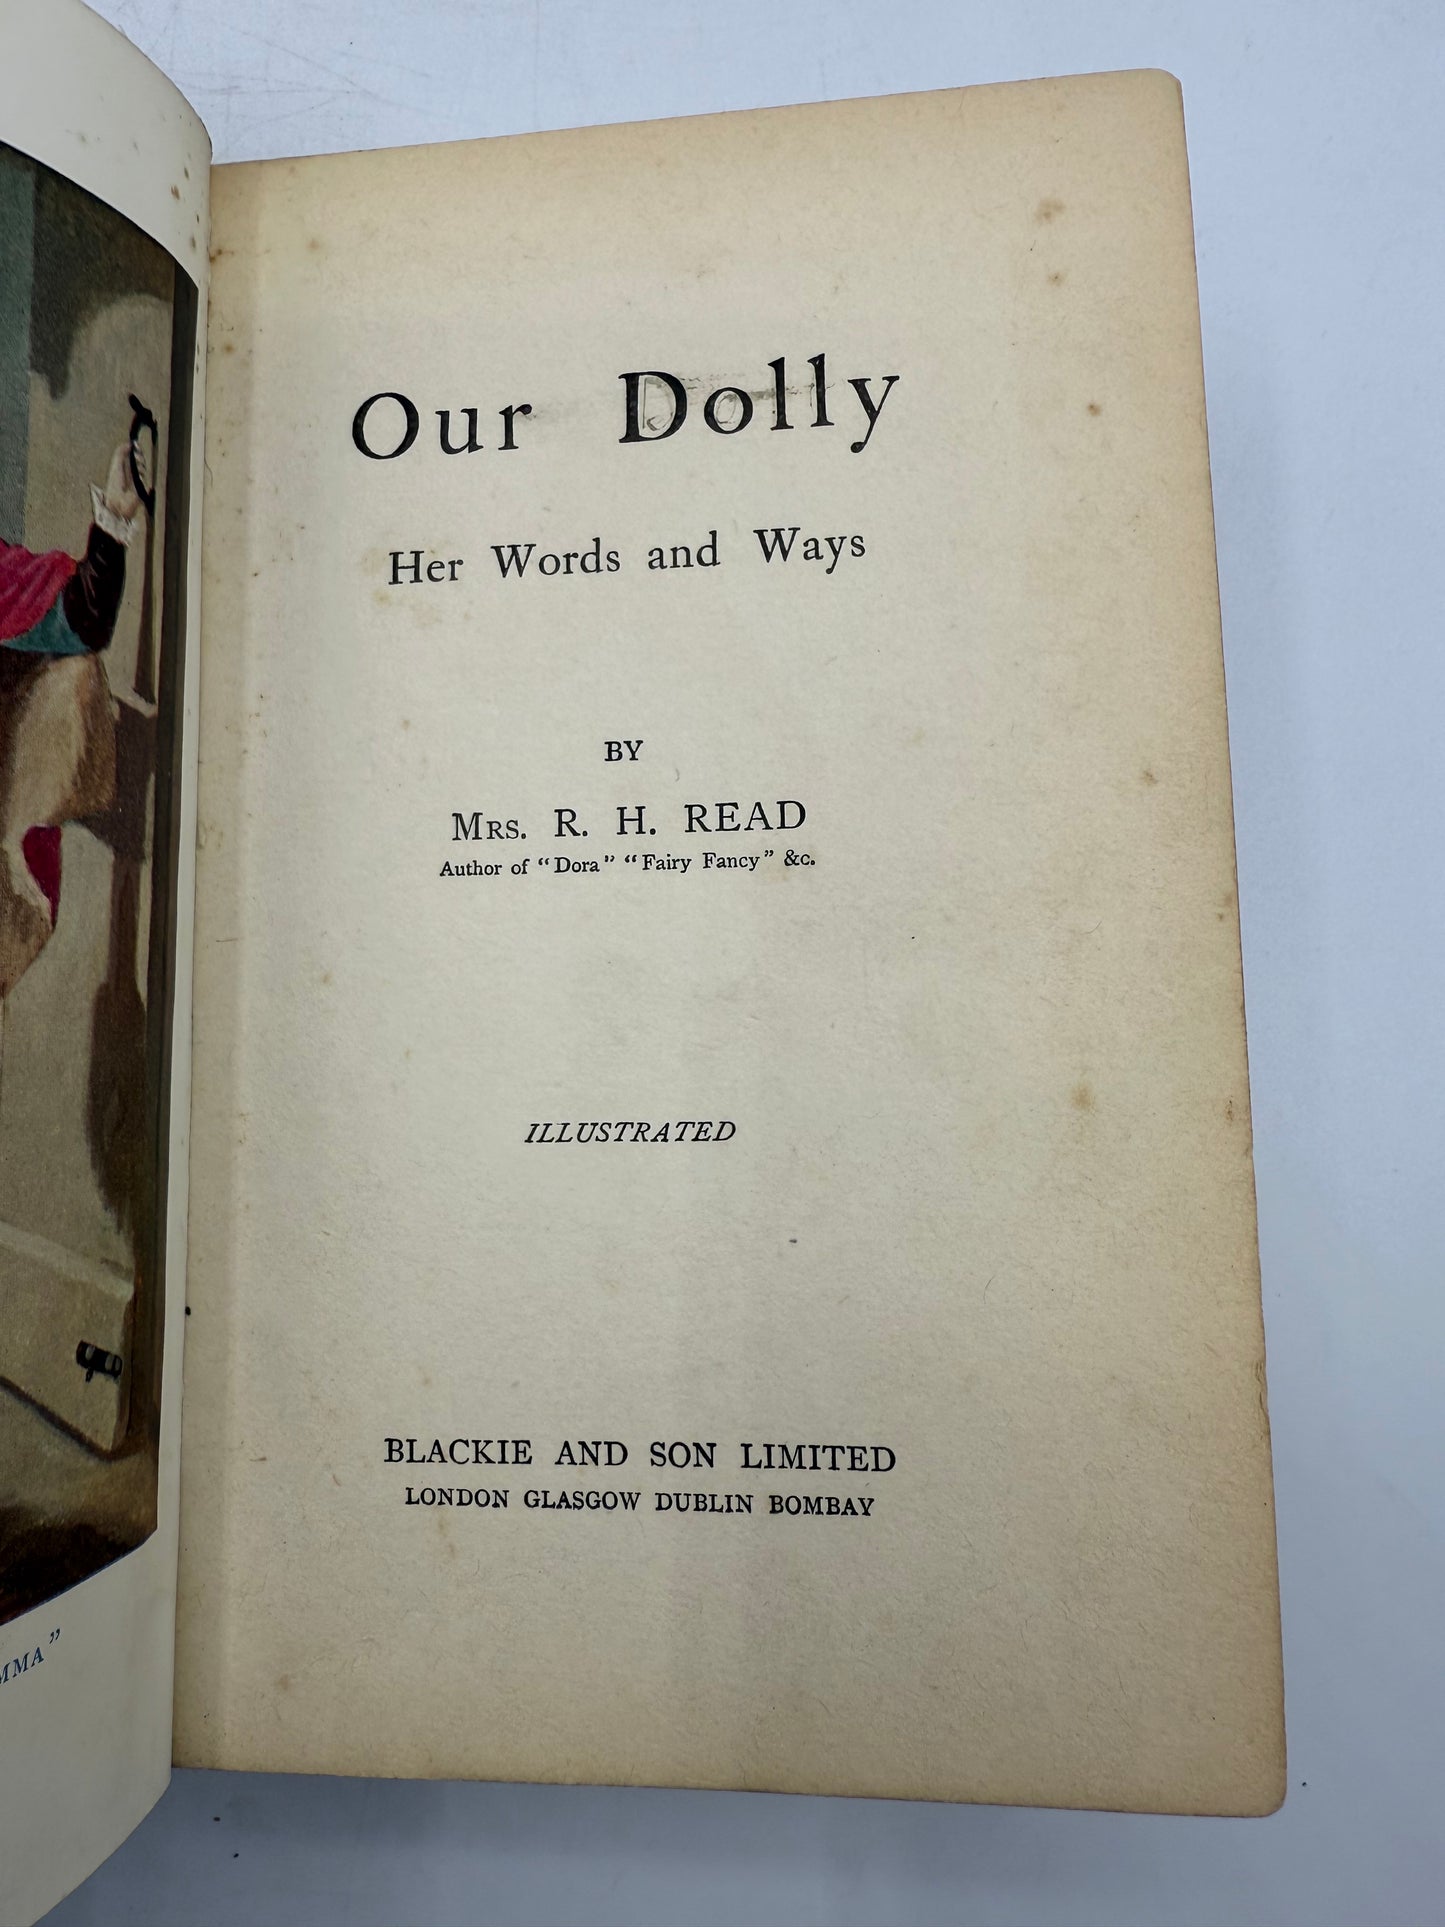 Our Dolly
Her Words and Ways
BY
MRS. R. H. READ
Author of “Dora” “Fairy Fancy” &c.
ILLUSTRATED
BLACKIE AND SON LIMITED
LONDON GLASGOW DUBLIN BOMBAY